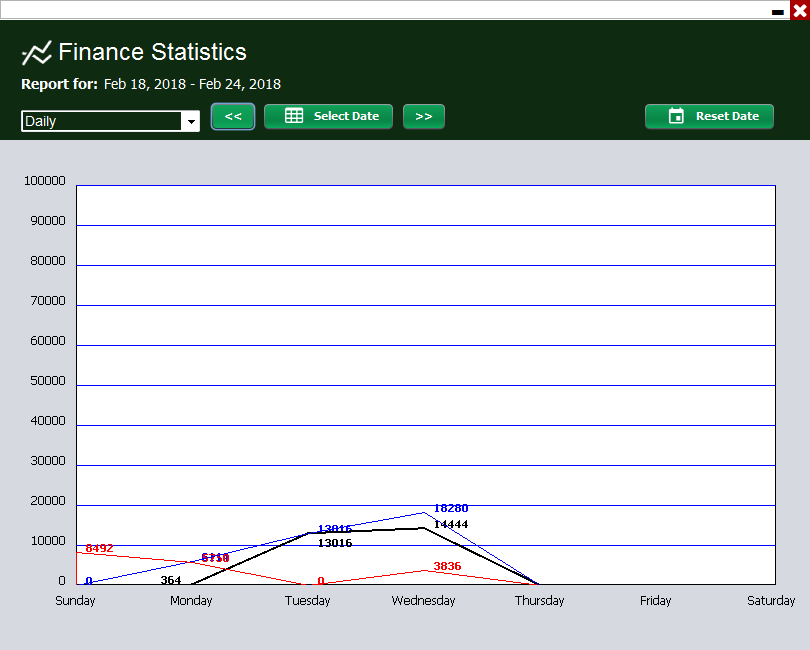 Finance Statistics
Report for: Feb 18, 2018 - Feb 24, 2018
Daily
<<
Select Date
>>
Reset Date
100000
90000
80000
70000
60000
50000
40000
30000
20000
10000
0
8492
0
364
13016
13016
0
18280
14444
3836
Sunday
Monday
Tuesday
Wednesday
Thursday
Friday
Saturday